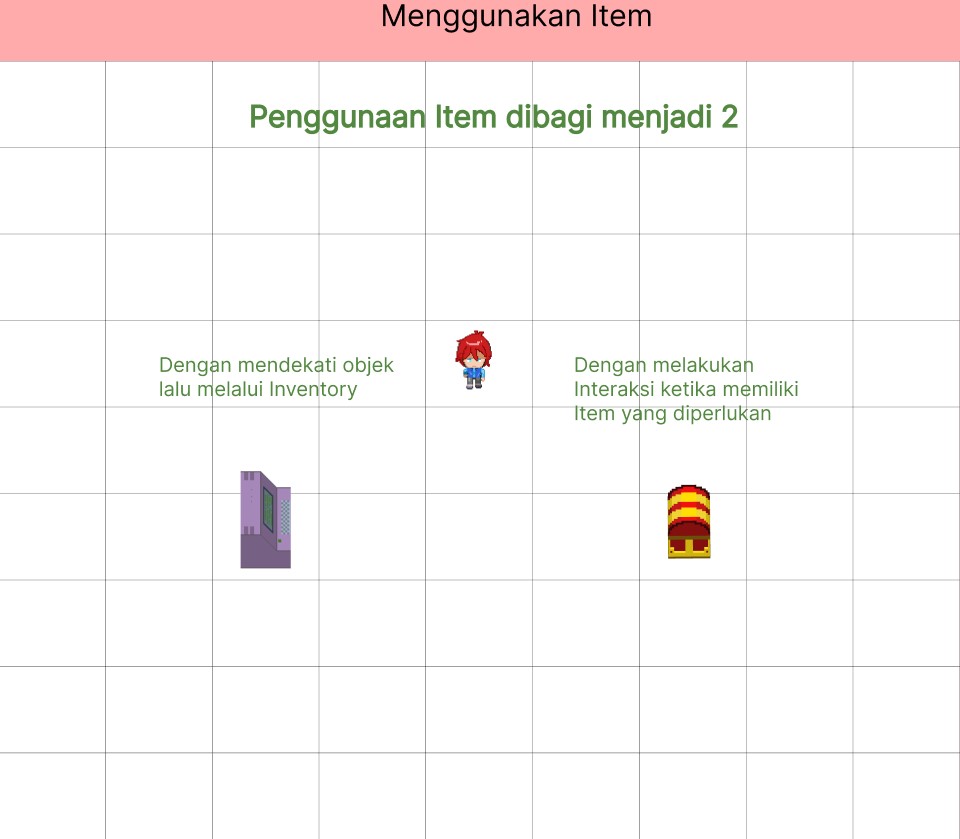 Menggunakan Item
Penggunaan Item dibagi menjadi 2
Dengan mendekati objek
lalu melalui Inventory
Dengan melakukan
Interaksi ketika memiliki
Item yang diperlukan